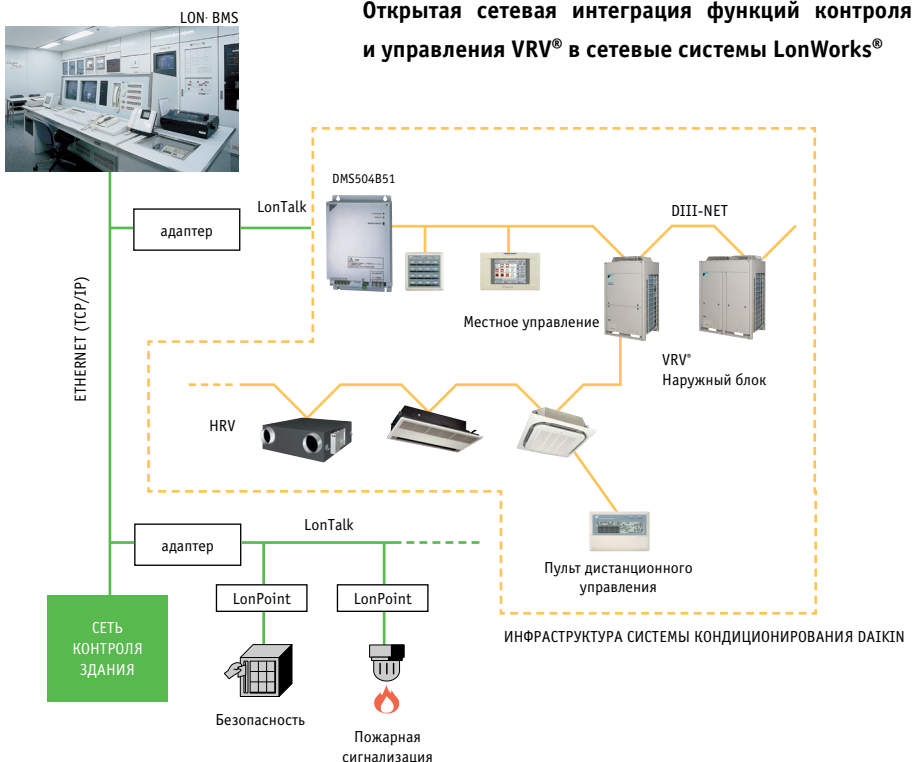 LON· BMS
Открытая сетевая интеграция функций контроля
и управления VRV® в сетевые системы LonWorks®
DMS504B51
LonTalk
DIII-NET
адаптер
Местное управление
ETHERNET (TCP/IP)
VRV®
Наружный блок
HRV
LonTalk
адаптер
Пульт дистанционного
управления
LonPoint
LonPoint
СЕТЬ
КОНТРОЛЯ
ЗДАНИЯ
ИНФРАСТРУКТУРА СИСТЕМЫ КОНДИЦИОНИРОВАНИЯ DAIKIN
Безопасность
Пожарная
сигнализация